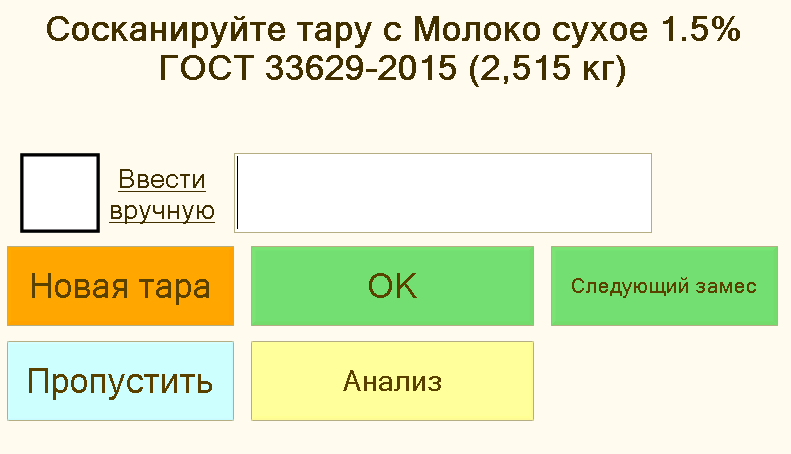 Сосканируйте тару с Молоко сухое 1.5%
ГОСТ 33629-2015 (2,515 кг)
Ввести
вручную
Новая тара
OK
Следующий замес
Пропустить
Анализ